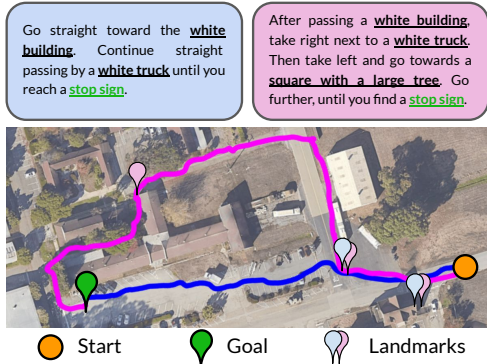 Go straight toward the white
building. Continue straight
passing by a white truck until you
reach a stop sign.
After passing a white building,
take right next to a white truck.
Then take left and go towards a
square with a large tree. Go
further, until you find a stop sign.
Start
Goal
Landmarks